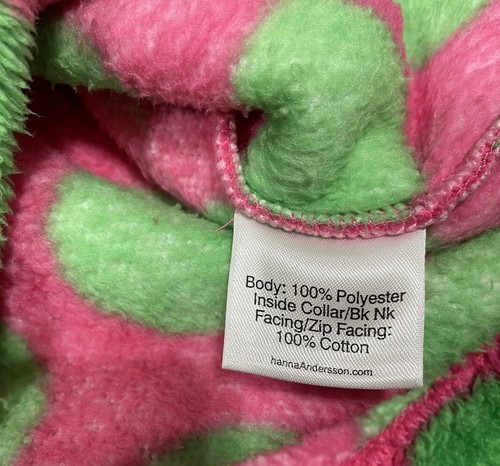 Body: 100% Polyester
Inside Collar/Bk Nk
Facing/Zip Facing:
100% Cotton
hannaAndersson.com